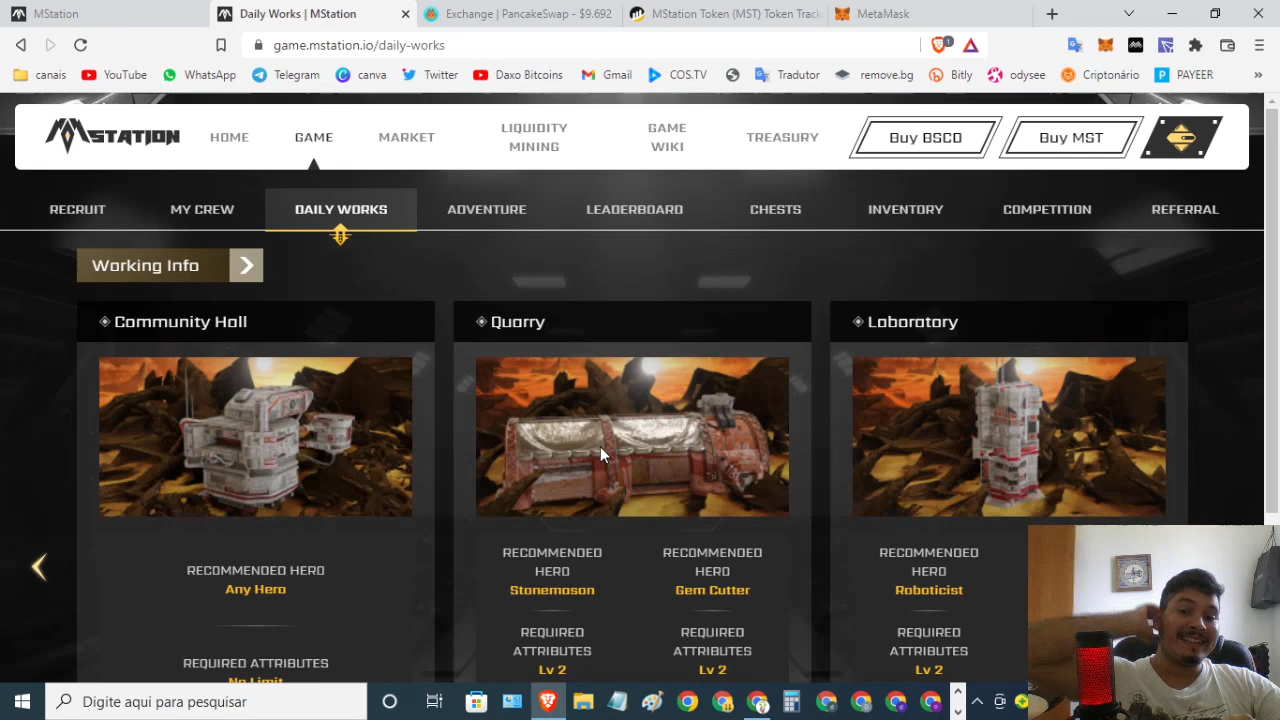 MStation
Daily Works | MStation
Exchange | PancakeSwap - $9.692
MStation Token (MST) Token Track
MetaMask
game.mstation.io/daily-works
1
canais
YouTube
WhatsApp
Telegram
canva
Twitter
Daxo Bitcoins
Gmail
COS.TV
Tradutor
remove.bg
Bitly
odysee
Criptonário
PAYEER
MSTATION
HOME
GAME
MARKET
LIQUIDITY
MINING
GAME
WIKI
TREASURY
Buy BSCD
Buy MST
RECRUIT
MY CREW
DAILY WORKS
ADVENTURE
LEADERBOARD
CHESTS
INVENTORY
COMPETITION
REFERRAL
Working Info
Community Hall
RECOMMENDED HERO
Any Hero
REQUIRED ATTRIBUTES
No Limit
Quarry
RECOMMENDED
HERO
Stonemason
REQUIRED
ATTRIBUTES
Lv 2
RECOMMENDED
HERO
Gem Cutter
REQUIRED
ATTRIBUTES
Lv 2
Laboratory
RECOMMENDED
HERO
Roboticist
REQUIRED
ATTRIBUTES
Lv 2
Digite aqui para pesquisar